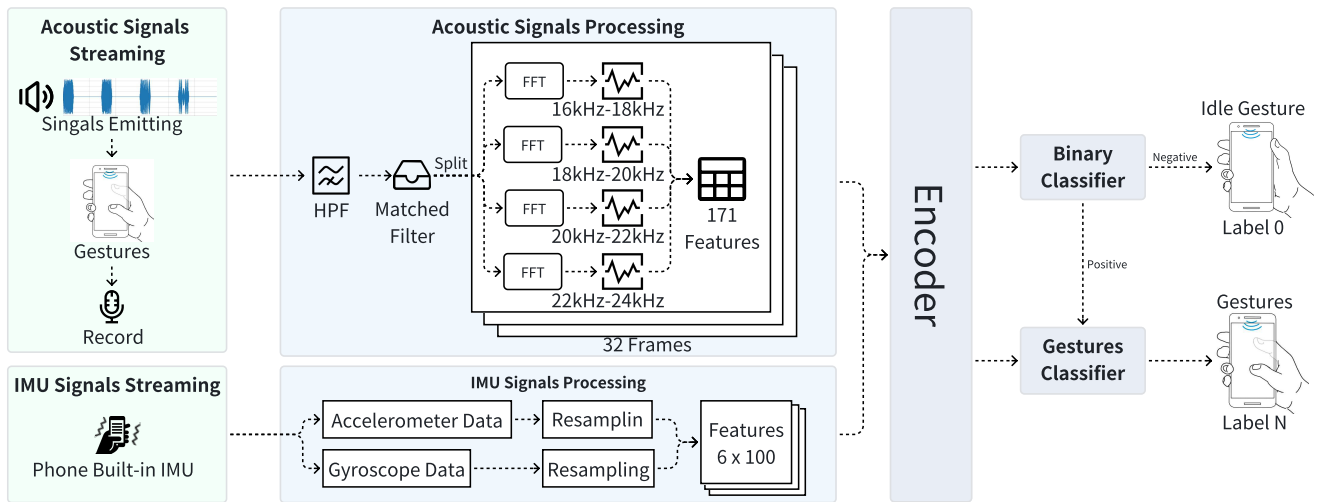 Acoustic Signals
Streaming
Singals Emitting
Gestures
Record
IMU Signals Streaming
Phone Built-in IMU
Acoustic Signals Processing
HPF
Matched
Filter
Split
FFT
16kHz-18kHz
FFT
18kHz-20kHz
FFT
20kHz-22kHz
FFT
22kHz-24kHz
171
Features
32 Frames
IMU Signals Processing
Accelerometer Data
Resamplin
Gyroscope Data
Resampling
Features
6 x 100
Encoder
Binary
Classifier
Negative
Positive
Gestures
Classifier
Idle Gesture
Label 0
Gestures
Label N